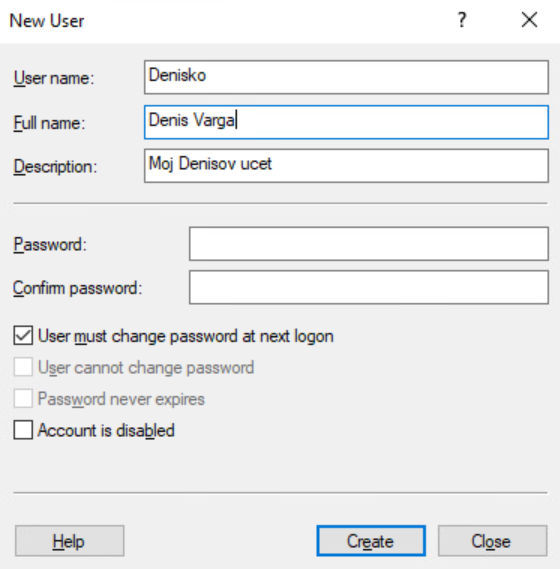 New User
?
User name:
Denisko
Full name:
Denis Varga
Description:
Moj Denisov ucet
Password:
Confirm password:
User must change password at next logon
User cannot change password
Password never expires
Account is disabled
Help
Create
Close